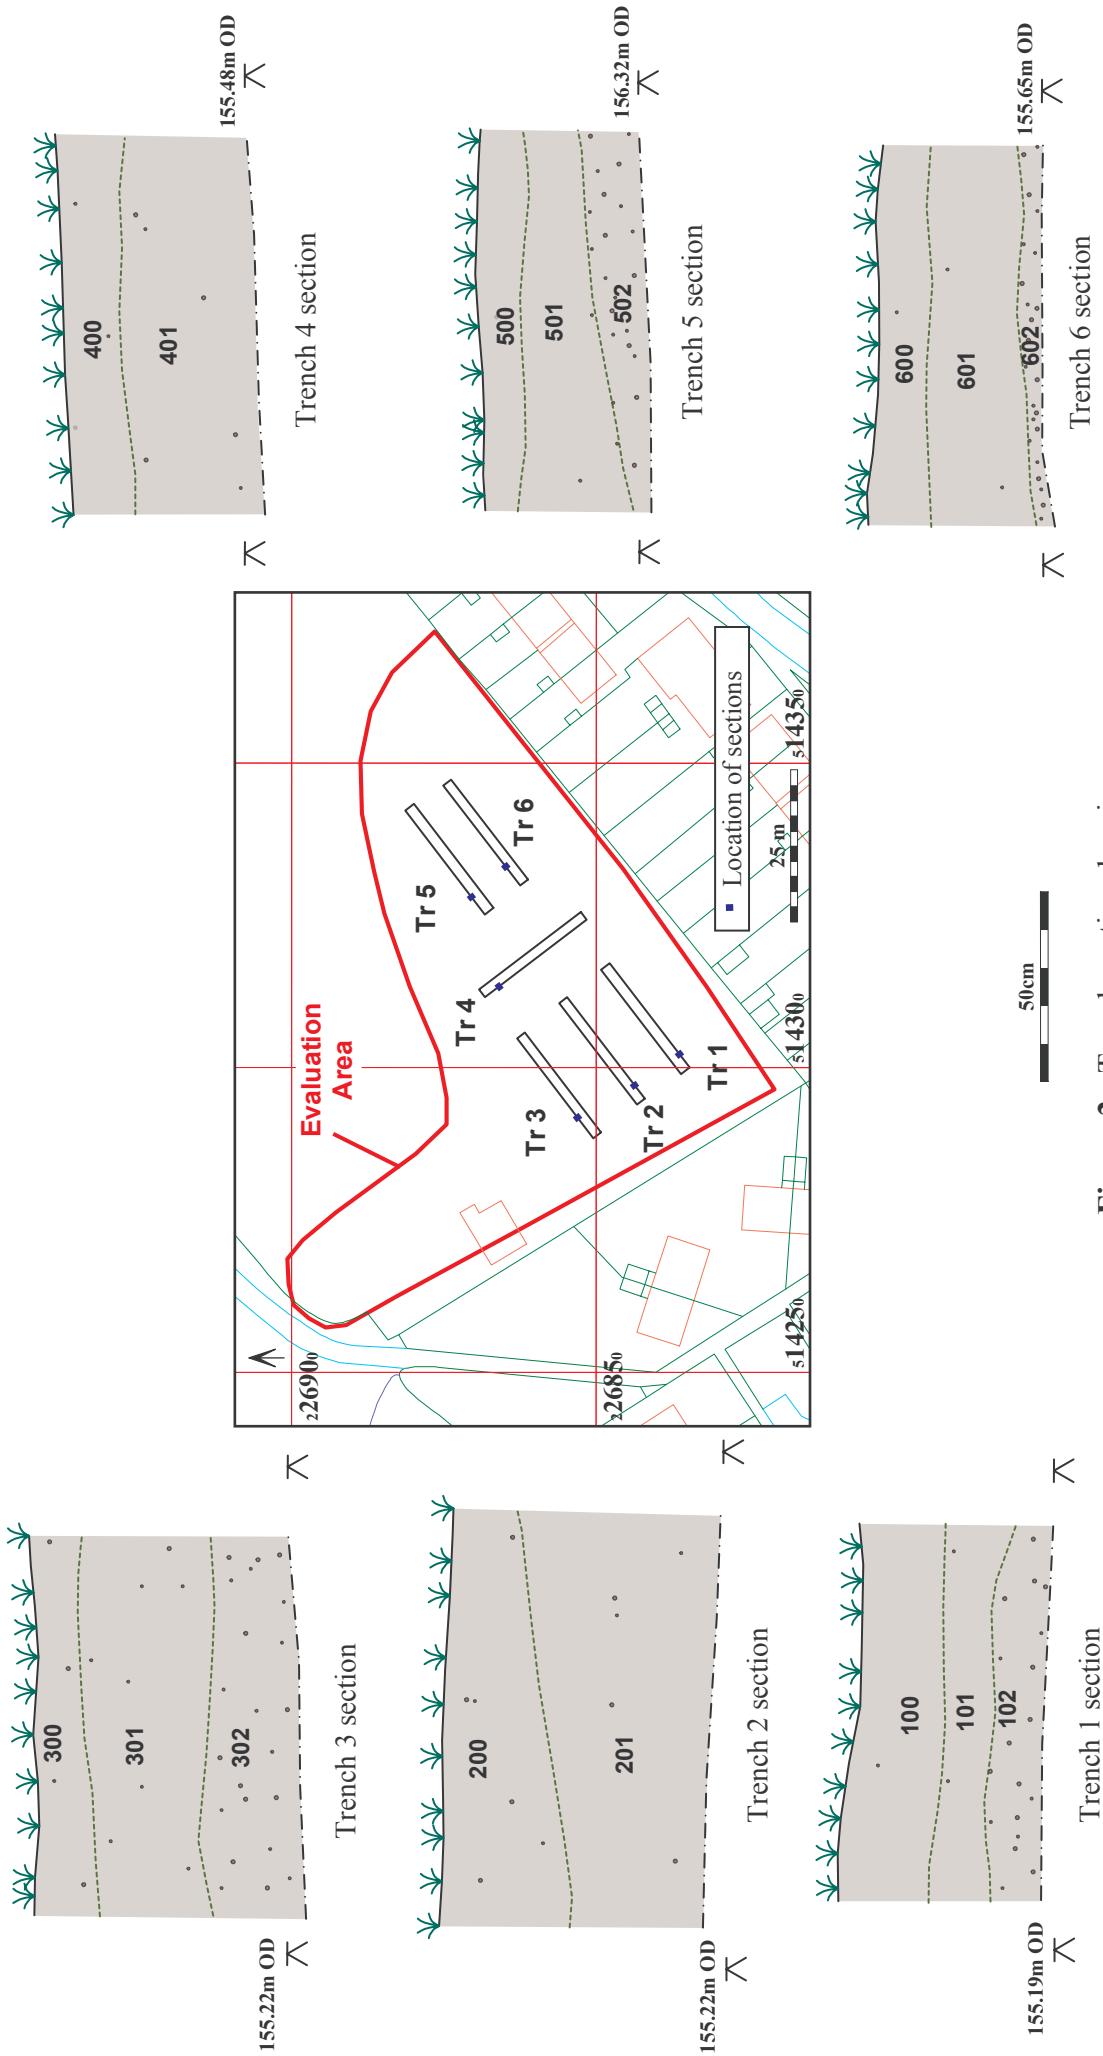 155.22m OD
300
301
302
Trench 3 section
155.22m OD
200
201
Trench 2 section
155.19m OD
100
101
102
Trench 1 section
Evaluation
Area
Tr 3
Tr 2
Tr 1
Tr 4
Tr 5
Tr 6
226900
226850
514250
514300
514350
Location of sections
25 m
400
401
155.48m OD
Trench 4 section
500
501
502
156.32m OD
Trench 5 section
600
601
602
155.65m OD
Trench 6 section
50cm